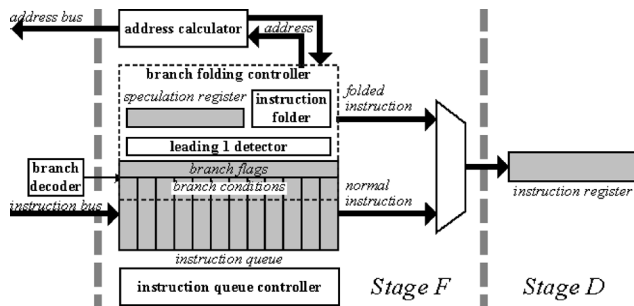 address bus
address calculator
address
branch folding controller
speculation register
instruction
folder
folded
instruction
leading 1 detector
branch flags
branch
decoder
branch conditions
normal
instruction
instruction bus
instruction register
instruction queue
instruction queue controller
Stage F
Stage D